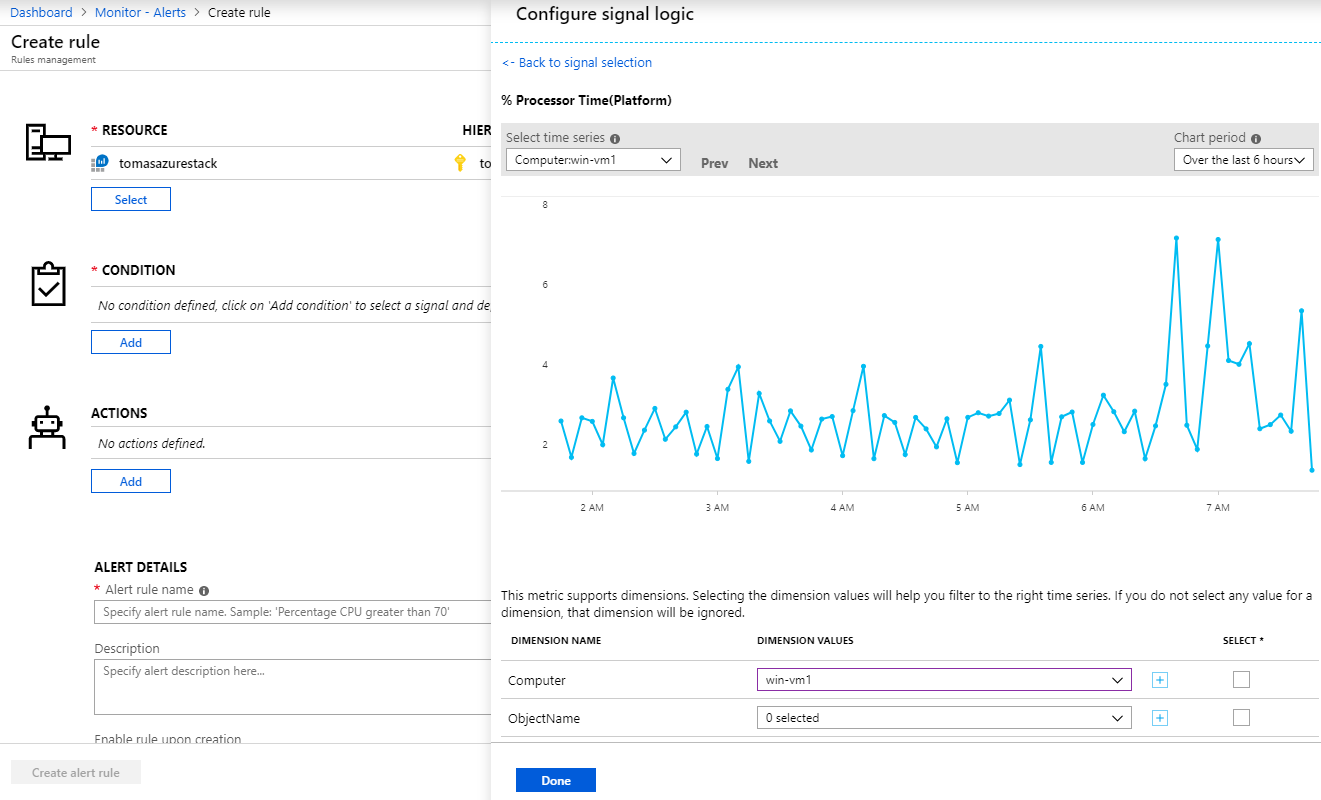 Dashboard > Monitor - Alerts > Create rule
Create rule
Rules management
* RESOURCE HIER
tomasazurestack to
Select
* CONDITION
No condition defined, click on 'Add condition' to select a signal and de
Add
ACTIONS
No actions defined.
Add
ALERT DETAILS
* Alert rule name
Specify alert rule name. Sample: 'Percentage CPU greater than 70'
Description
Specify alert description here...
Enable rule upon creation
Create alert rule
Configure signal logic
<- Back to signal selection
% Processor Time(Platform)
Select time series Chart period
Computer:win-vm1 Prev Next Over the last 6 hours
8
6
4
2
2 AM 3 AM 4 AM 5 AM 6 AM 7 AM
This metric supports dimensions. Selecting the dimension values will help you filter to the right time series. If you do not select any value for a
dimension, that dimension will be ignored.
DIMENSION NAME DIMENSION VALUES SELECT *
Computer win-vm1 +
ObjectName 0 selected +
Done